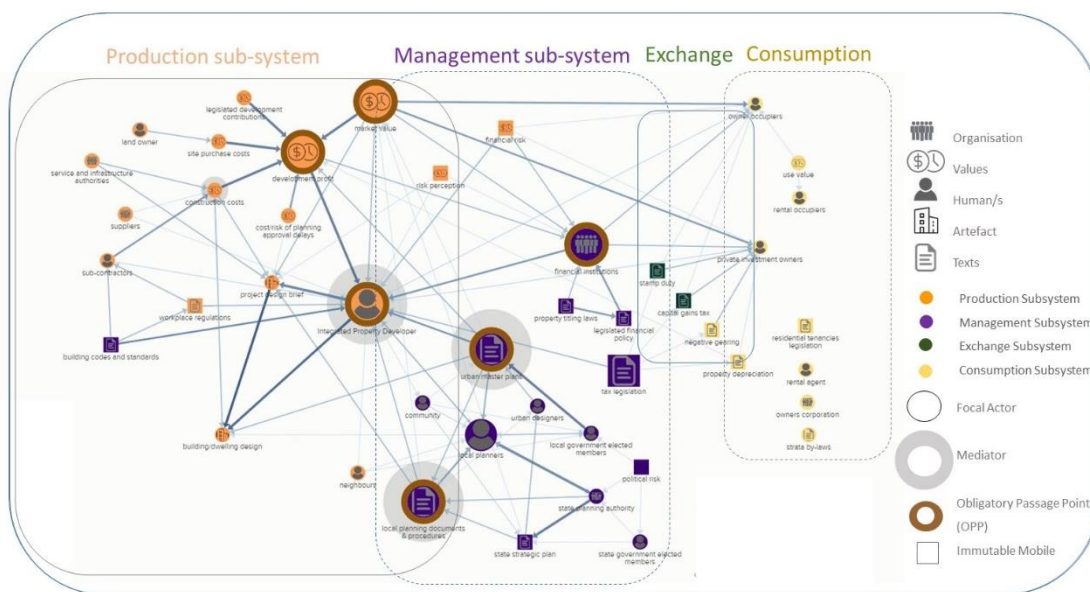 Production sub-system
Management sub-system
Exchange
Consumption
legislated development
contributions
market value
owner occupiers
land owner
site purchase costs
financial risk
development profit
service and infrastructure
authorities
risk perception
use value
construction costs
rental occupiers
suppliers
cost/risk of planning
approval delays
financial institutions
private investment owners
sub-contractors
stamp duty
project design brief
workplace regulations
Integrated Property Developer
property titling laws
legislated financial
policy
capital gains tax
negative gearing
residential tenancies
legislation
building codes and standards
urban master plans
tax legislation
property depreciation
rental agent
community
urban designers
owners corporation
building/dwelling design
local planners
local government elected
members
strata by-laws
neighbours
political risk
local planning documents
& procedures
state planning authority
state strategic plan
state government elected
members
Organisation
Values
Human/s
Artefact
Texts
Production Subsystem
Management Subsystem
Exchange Subsystem
Consumption Subsystem
Focal Actor
Mediator
Obligatory Passage Point
(OPP)
Immutable Mobile